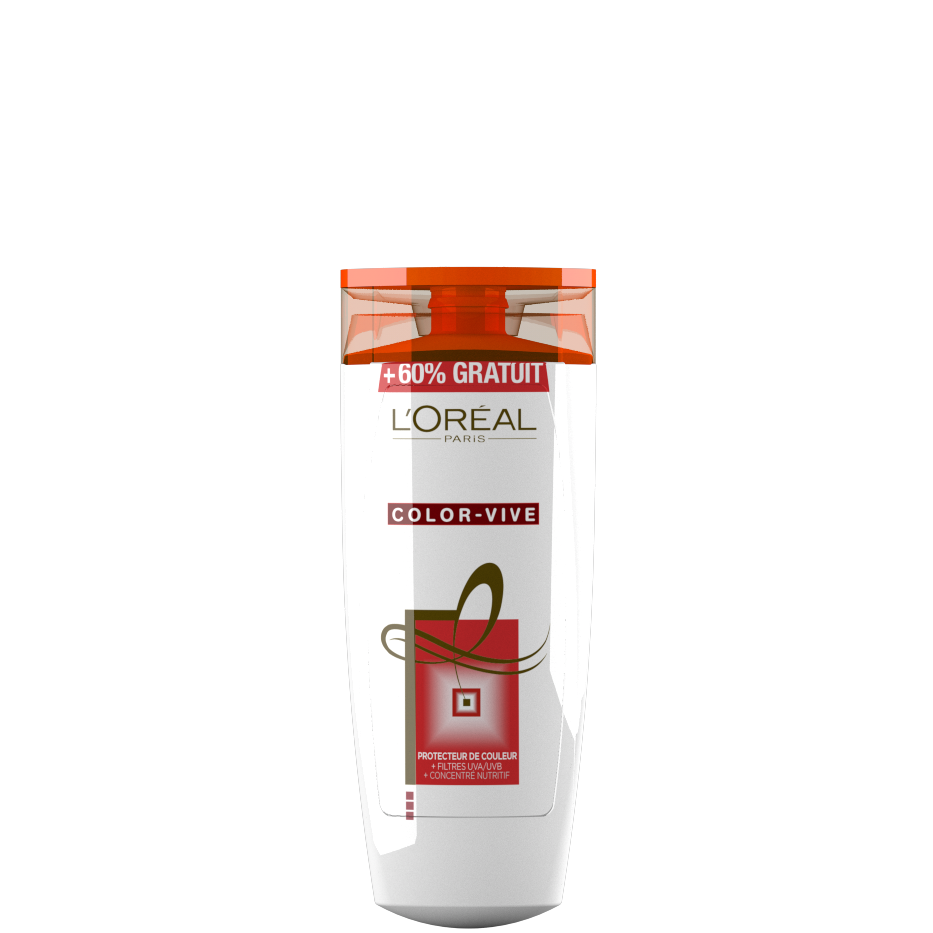 +60% GRATUIT
L'ORÉAL
PARiS
COLOR-VIVE
PROTECTEUR DE COULEUR
+ FILTRES UVA/UVB
+ CONCENTRÉ NUTRITIF